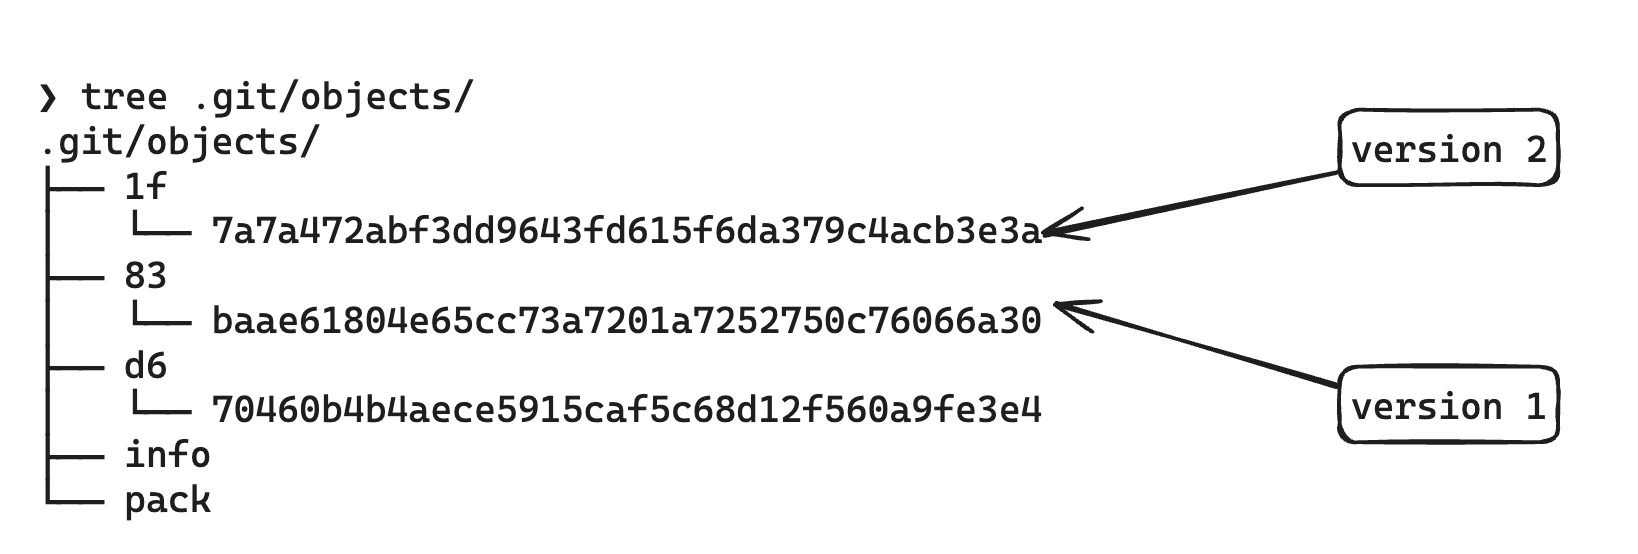 ❯ tree .git/objects/
.git/objects/
├── 1f
│   └── 7a7a472abf3dd9643fd615f6da379c4acb3e3a
├── 83
│   └── baae61804e65cc73a7201a7252750c76066a30
├── d6
│   └── 70460b4b4aece5915caf5c68d12f560a9fe3e4
├── info
└── pack
version 2
version 1